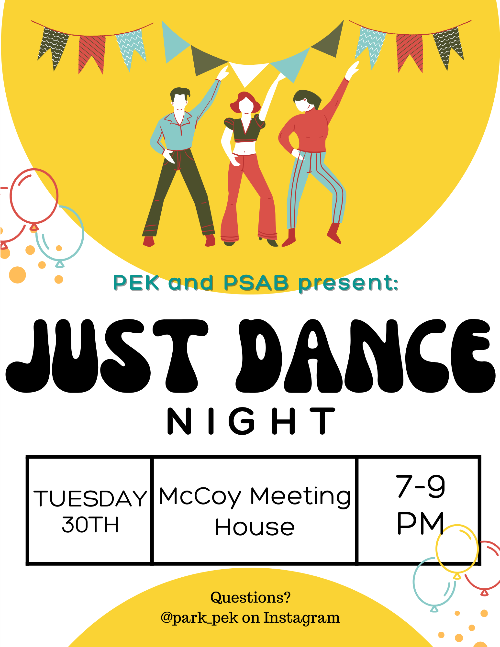 PEK and PSAB present:
JUST DANCE
NIGHT
TUESDAY
30TH
McCoy Meeting
House
7-9
PM
Questions?
@park_pek on Instagram